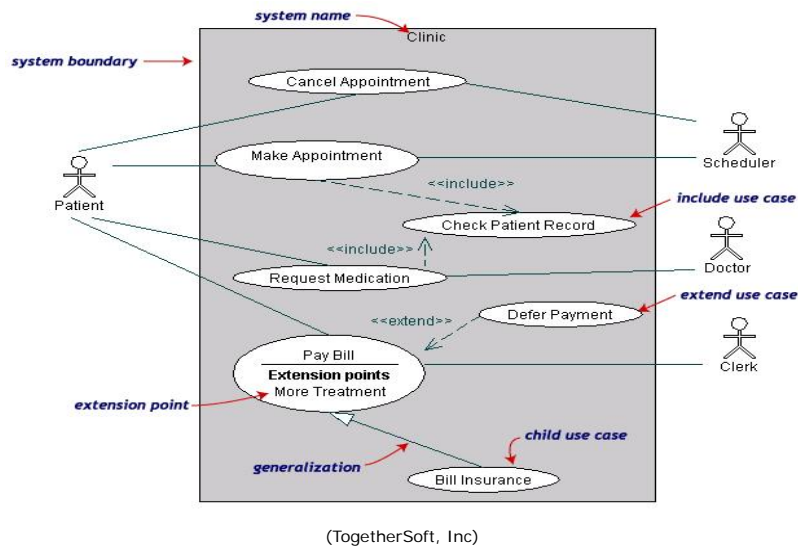 system name
Clinic
system boundary
Cancel Appointment
Make Appointment
Scheduler
<<include>>
Patient
include use case
Check Patient Record
<<include>>
Doctor
Request Medication
extend use case
Defer Payment
<<extend>>
Pay Bill
Extension points
More Treatment
Clerk
extension point
child use case
generalization
Bill Insurance
(TogetherSoft, Inc)